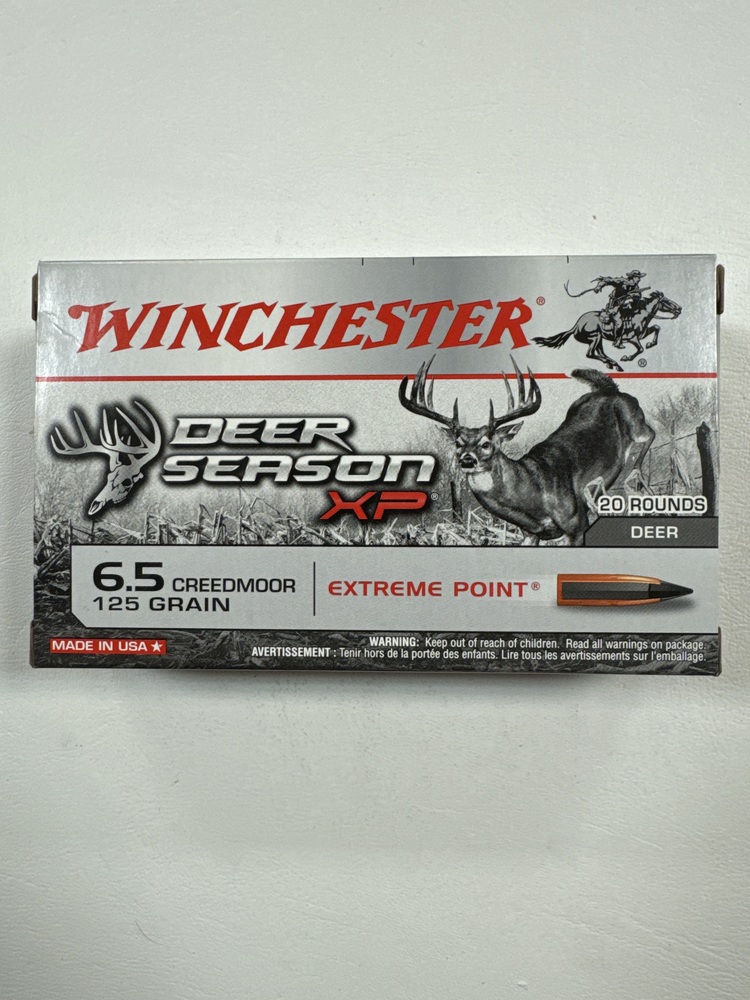 WINCHESTER®
®
DEER
SEASON
XP®
20 ROUNDS
DEER
6.5 CREEDMOOR
125 GRAIN
EXTREME POINT®
MADE IN USA ★
WARNING: Keep out of reach of children. Read all warnings on package.
AVERTISSEMENT : Tenir hors de la portée des enfants. Lire tous les avertissements sur l'emballage.